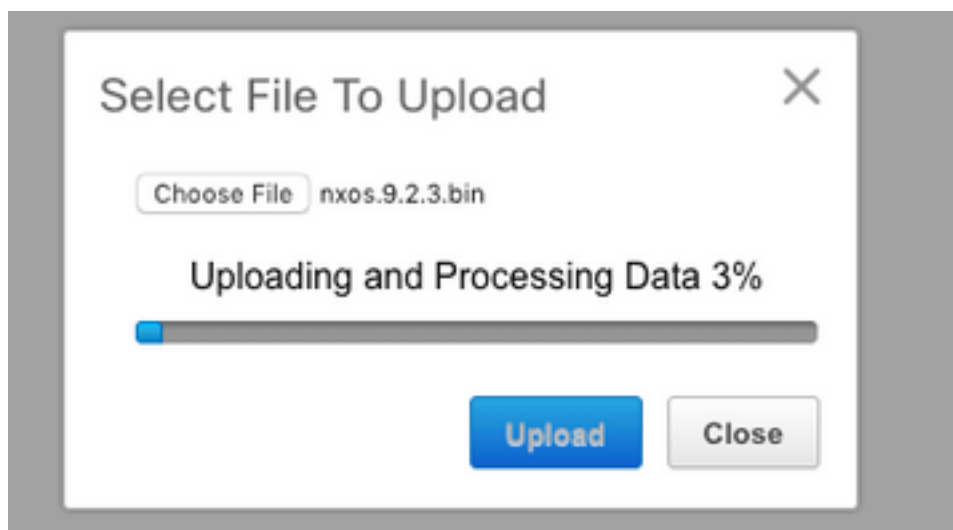 Select File To Upload
Choose File nxos.9.2.3.bin
Uploading and Processing Data 3%
Upload Close